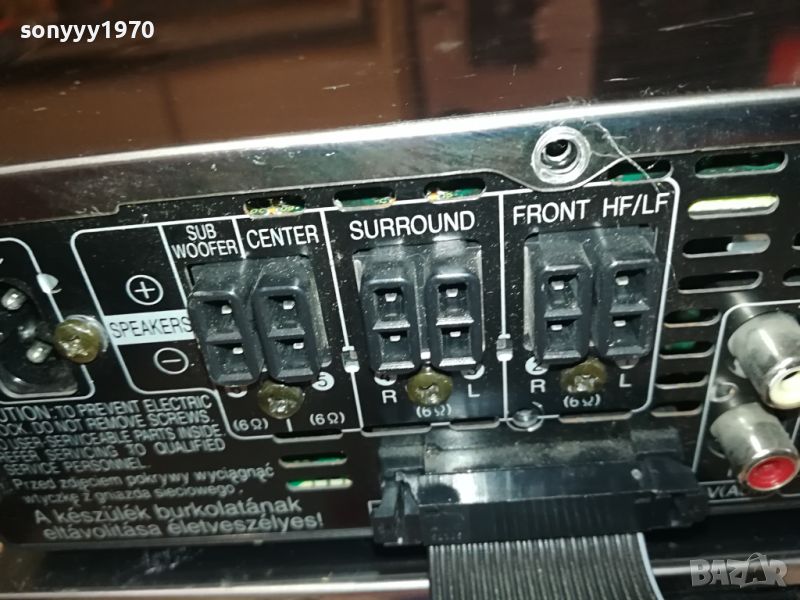 sonyyy1970
SUB
WOOFER
CENTER
SURROUND
FRONT HF/LF
+
SPEAKERS
−
R
L
R
L
(6Ω)
(6Ω)
(6Ω)
(6Ω)
TO PREVENT ELECTRIC
DO NOT REMOVE SCREWS.
PARTS INSIDE
SERVICING TO QUALIFIED
SERVICE PERSONNEL.
Przed zdjęciem pokrywy wyciągnąć
wtyczkę z gniazda sieciowego.
A készülék burkolatának
eltávolítása életveszélyes!
BAZAR